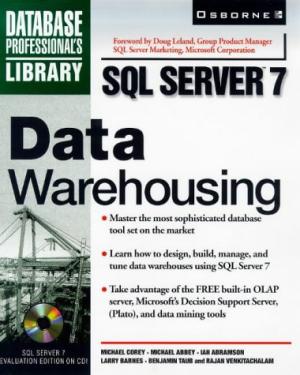 DATABASE
PROFESSIONAL'S
LIBRARY
OSBORNE
Foreword by Doug Leland, Group Product Manager
SQL Server Marketing, Microsoft Corporation
SQL SERVER 7
Data
Warehousing
• Master the most sophisticated database
tool set on the market
• Learn how to design, build, manage, and
tune data warehouses using SQL Server 7
• Take advantage of the FREE built-in OLAP
server, Microsoft's Decision Support Server,
(Plato), and data mining tools
SQL SERVER 7
EVALUATION EDITION ON CD!
MICHAEL COREY • MICHAEL ABBEY • IAN ABRAMSON
LARRY BARNES • BENJAMIN TAUB and RAJAN VENKITACHALAM